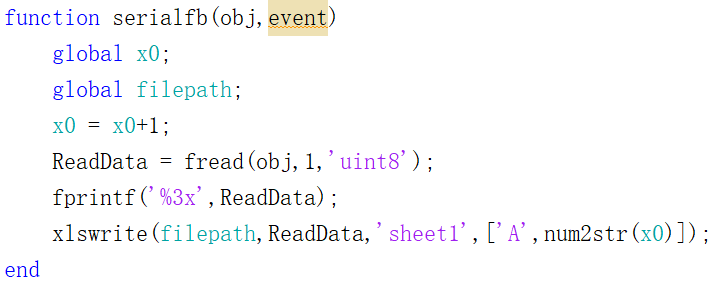 function serialfb(obj,event)
    global x0;
    global filepath;
    x0 = x0+1;
    ReadData = fread(obj,1,'uint8');
    fprintf('%3x',ReadData);
    xlswrite(filepath,ReadData,'sheet1',['A',num2str(x0)]);
end